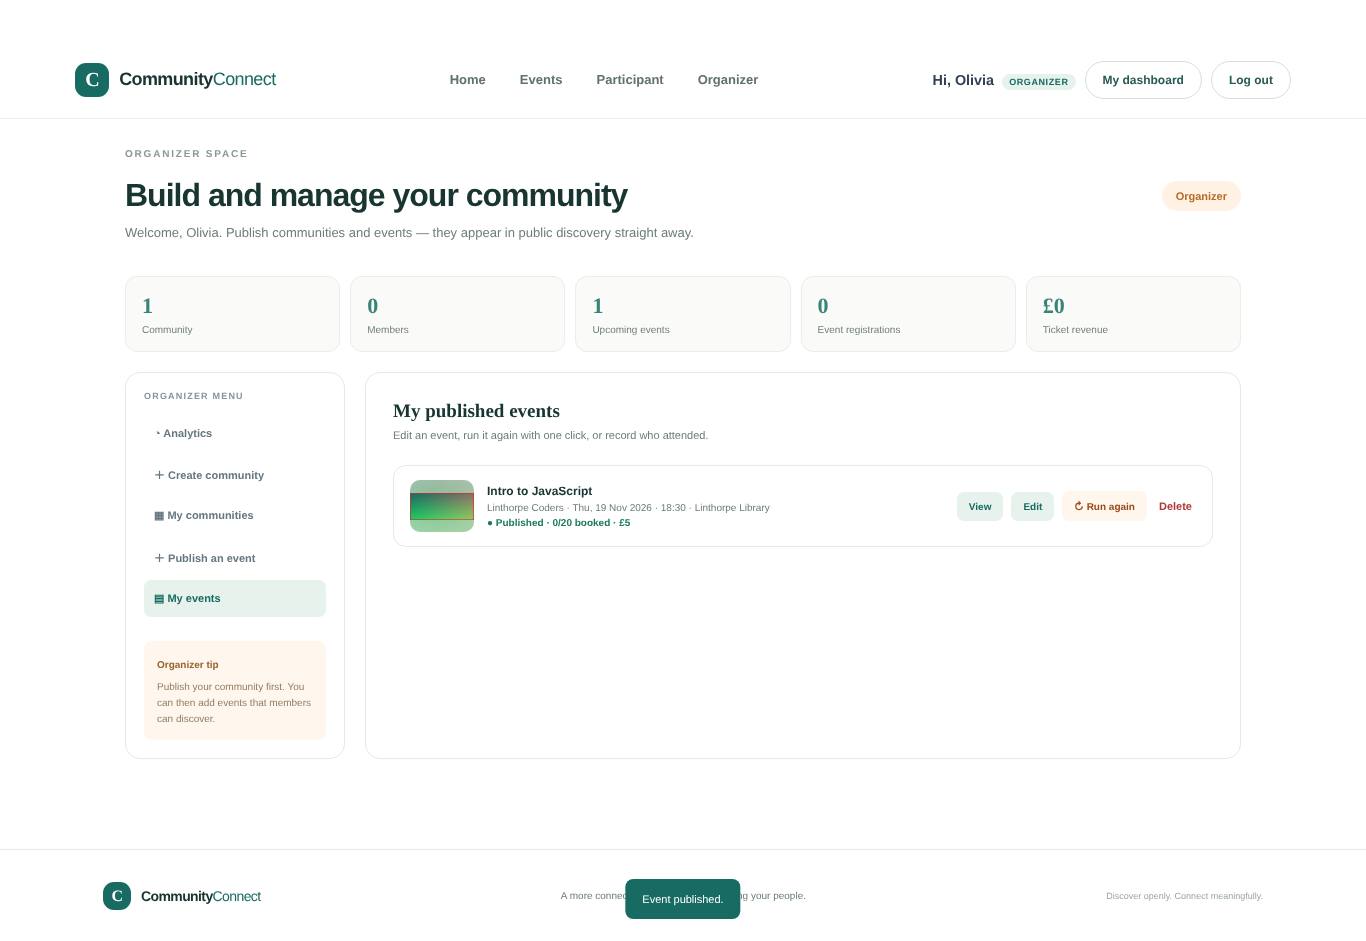 C CommunityConnect
Home Events Participant Organizer
Hi, Olivia ORGANIZER My dashboard Log out
ORGANIZER SPACE
Build and manage your community
Organizer
Welcome, Olivia. Publish communities and events — they appear in public discovery straight away.
1
Community
0
Members
1
Upcoming events
0
Event registrations
£0
Ticket revenue
ORGANIZER MENU
Analytics
+ Create community
▦ My communities
+ Publish an event
▤ My events
Organizer tip
Publish your community first. You
can then add events that members
can discover.
My published events
Edit an event, run it again with one click, or record who attended.
Intro to JavaScript
Linthorpe Coders · Thu, 19 Nov 2026 · 18:30 · Linthorpe Library
● Published · 0/20 booked · £5
View Edit ↻ Run again Delete
C CommunityConnect
A more your people.
Event published.
Discover openly. Connect meaningfully.